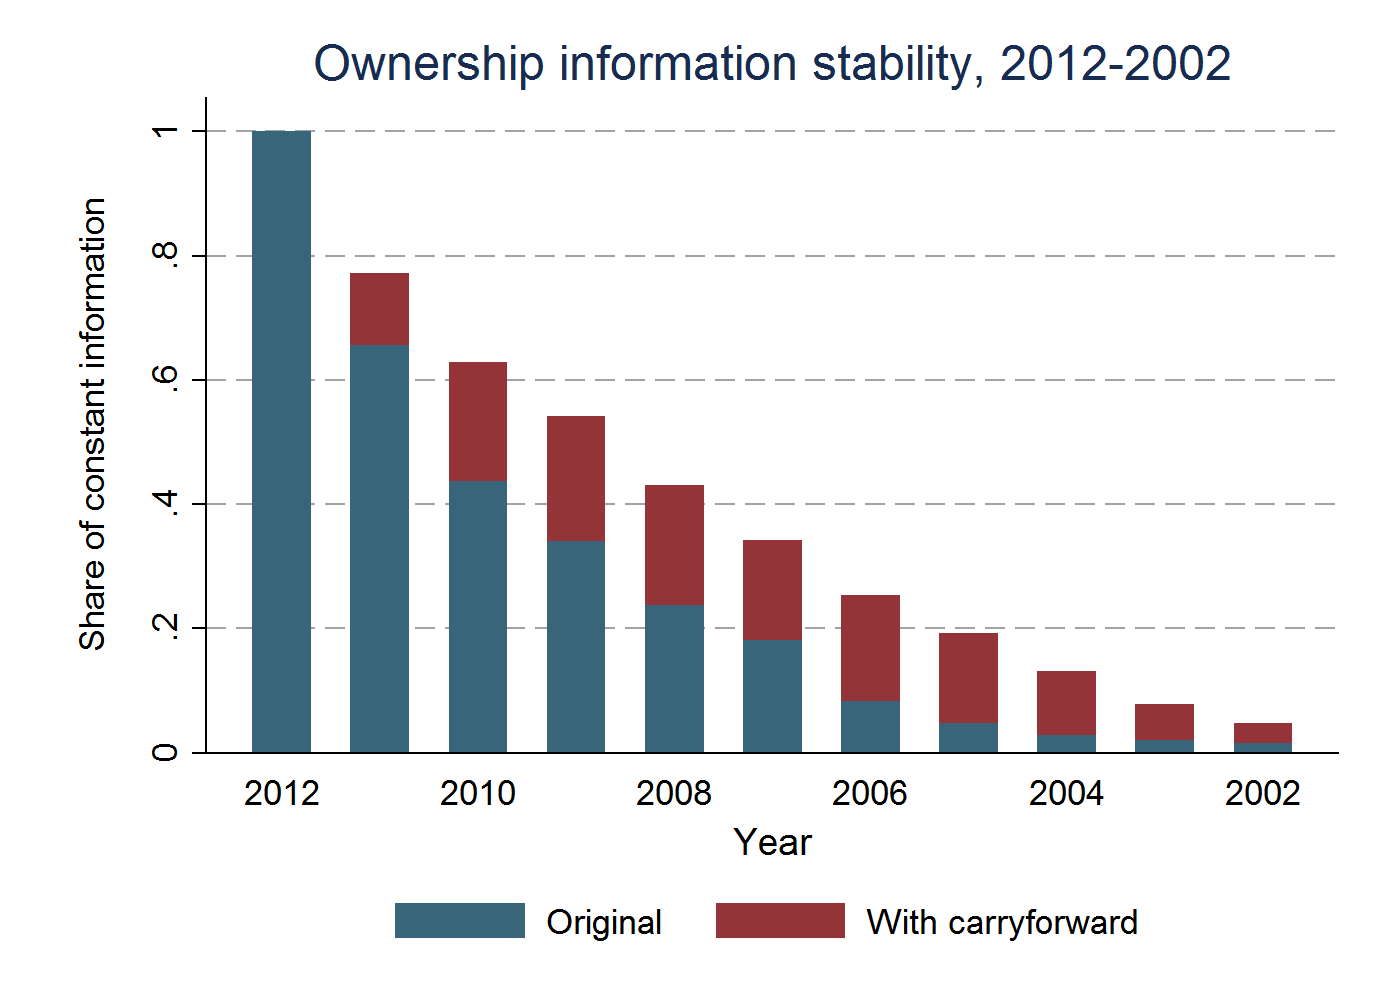 Ownership information stability, 2012-2002
Share of constant information
1
.8
.6
.4
.2
0
2012 2010 2008 2006 2004 2002
Year
Original With carryforward